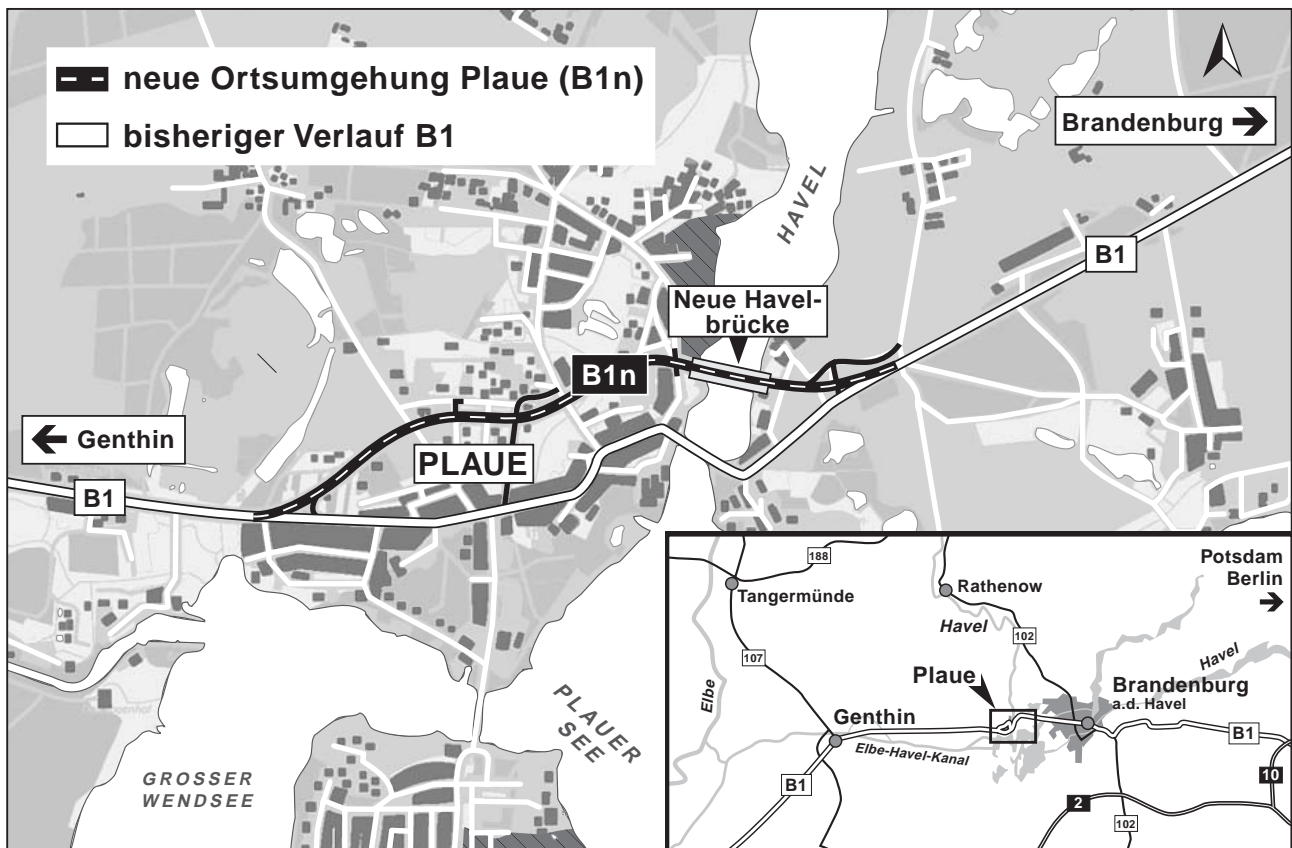 neue Ortsumgehung Plaue (B1n)
bisheriger Verlauf B1
Brandenburg
HAVEL
B1
Neue Havel-
brücke
B1n
Genthin
PLAUE
B1
PLAUER
SEE
GROSSER
WENDSEE
188
Potsdam
Berlin
Tangermünde
Rathenow
Havel
102
107
Elbe
Havel
Plaue
Brandenburg
a.d. Havel
Genthin
B1
Elbe-Havel-Kanal
B1
10
2
102